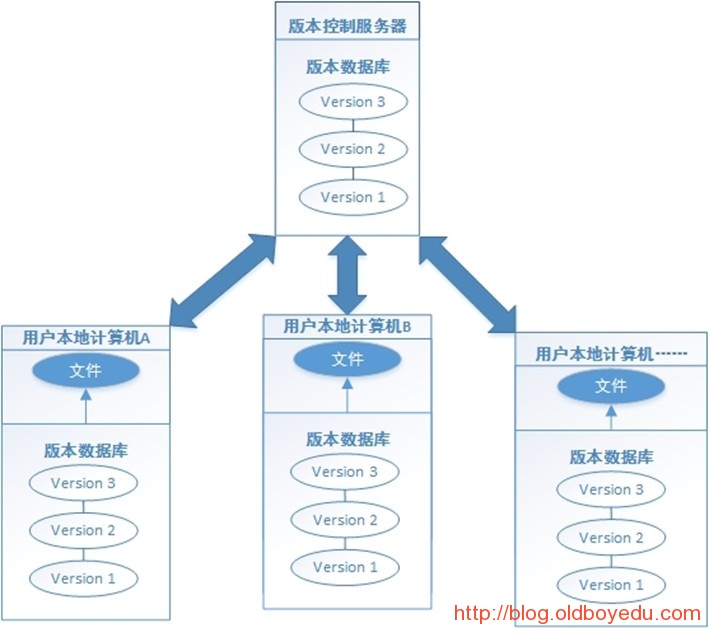 版本控制服务器
版本数据库
Version 3
Version 2
Version 1
用户本地计算机A
文件
版本数据库
Version 3
Version 2
Version 1
用户本地计算机B
文件
版本数据库
Version 3
Version 2
Version 1
用户本地计算机······
文件
版本数据库
Version 3
Version 2
Version 1
http://blog.oldboyedu.com